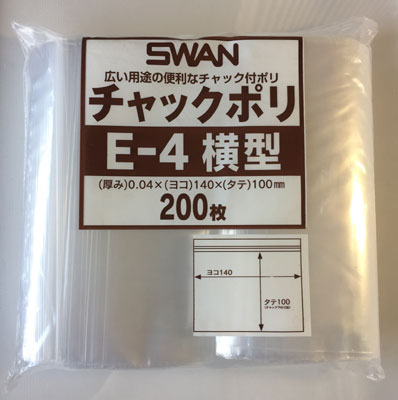 SWAN
広い用途の便利なチャック付ポリ
チャックポリ
E-4 横型
(厚み)0.04×(ヨコ)140×(タテ)100mm
200枚
ヨコ140
タテ100